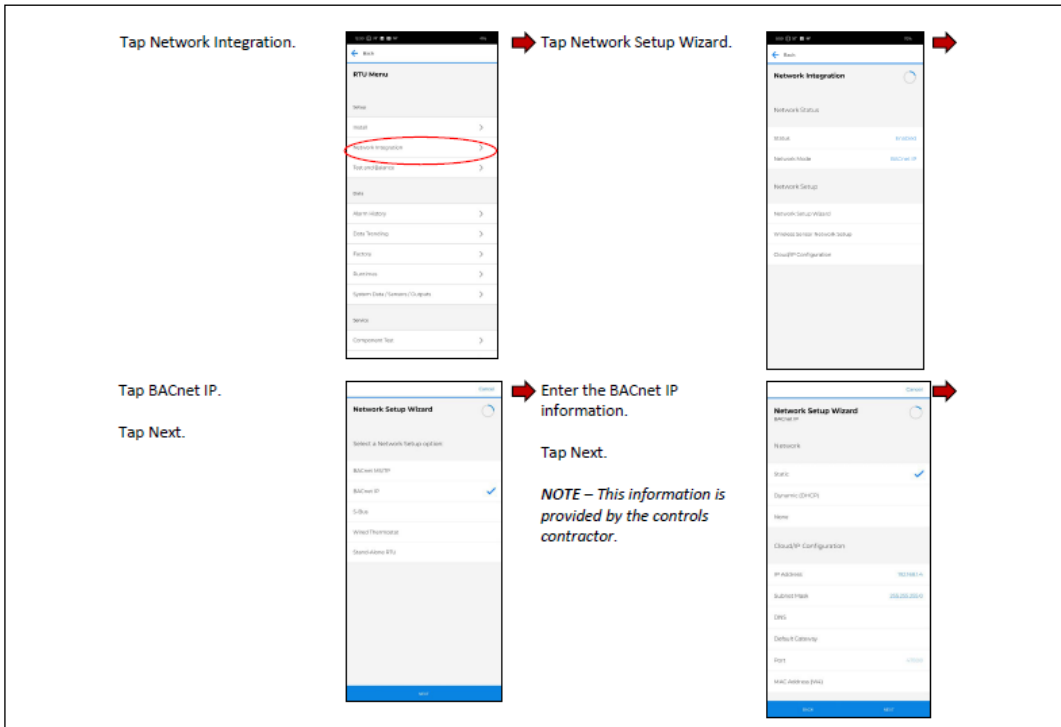 Tap Network Integration.
Back
RTU Menu
Setup
Install
Network Integration
Test and Balance
Data
Alarm History
Data Trending
Factory
Runtimes
System Data / Sensors / Outputs
Service
Component Test
Tap Network Setup Wizard.
Back
Network Integration
Network Status
Status
Enabled
Network Mode
BACnet IP
Network Setup
Network Setup Wizard
Wireless Sensor Network Setup
Cloud/IP Configuration
Tap BACnet IP.
Tap Next.
Cancel
Network Setup Wizard
Select a Network Setup option:
BACnet MS/TP
BACnet IP
S-Bus
Wired Thermostat
Stand-Alone RTU
NEXT
Enter the BACnet IP
information.
Tap Next.
NOTE – This information is
provided by the controls
contractor.
Cancel
Network Setup Wizard
BACnet IP
Network
Static
Dynamic (DHCP)
None
Cloud/IP Configuration
IP Address
Subnet Mask
255.255.255.0
DNS
Default Gateway
Port
MAC Address
BACK
NEXT